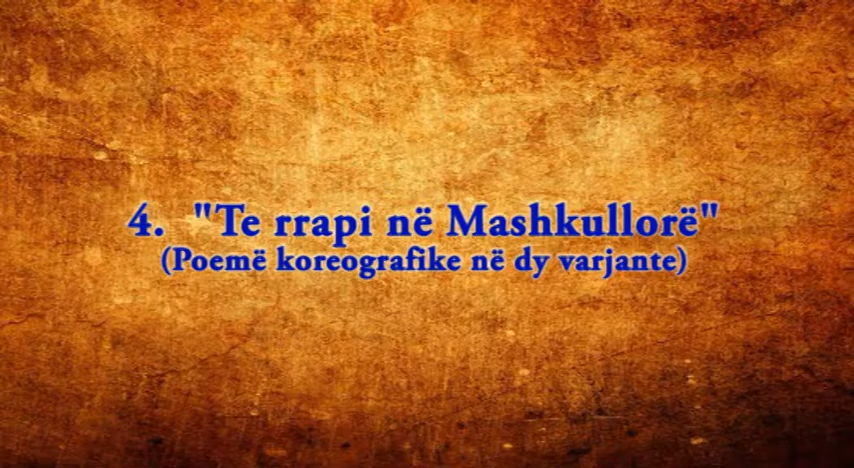 4. "Te rrapi në Mashkullorë"
(Poemë koreografike në dy varjante)